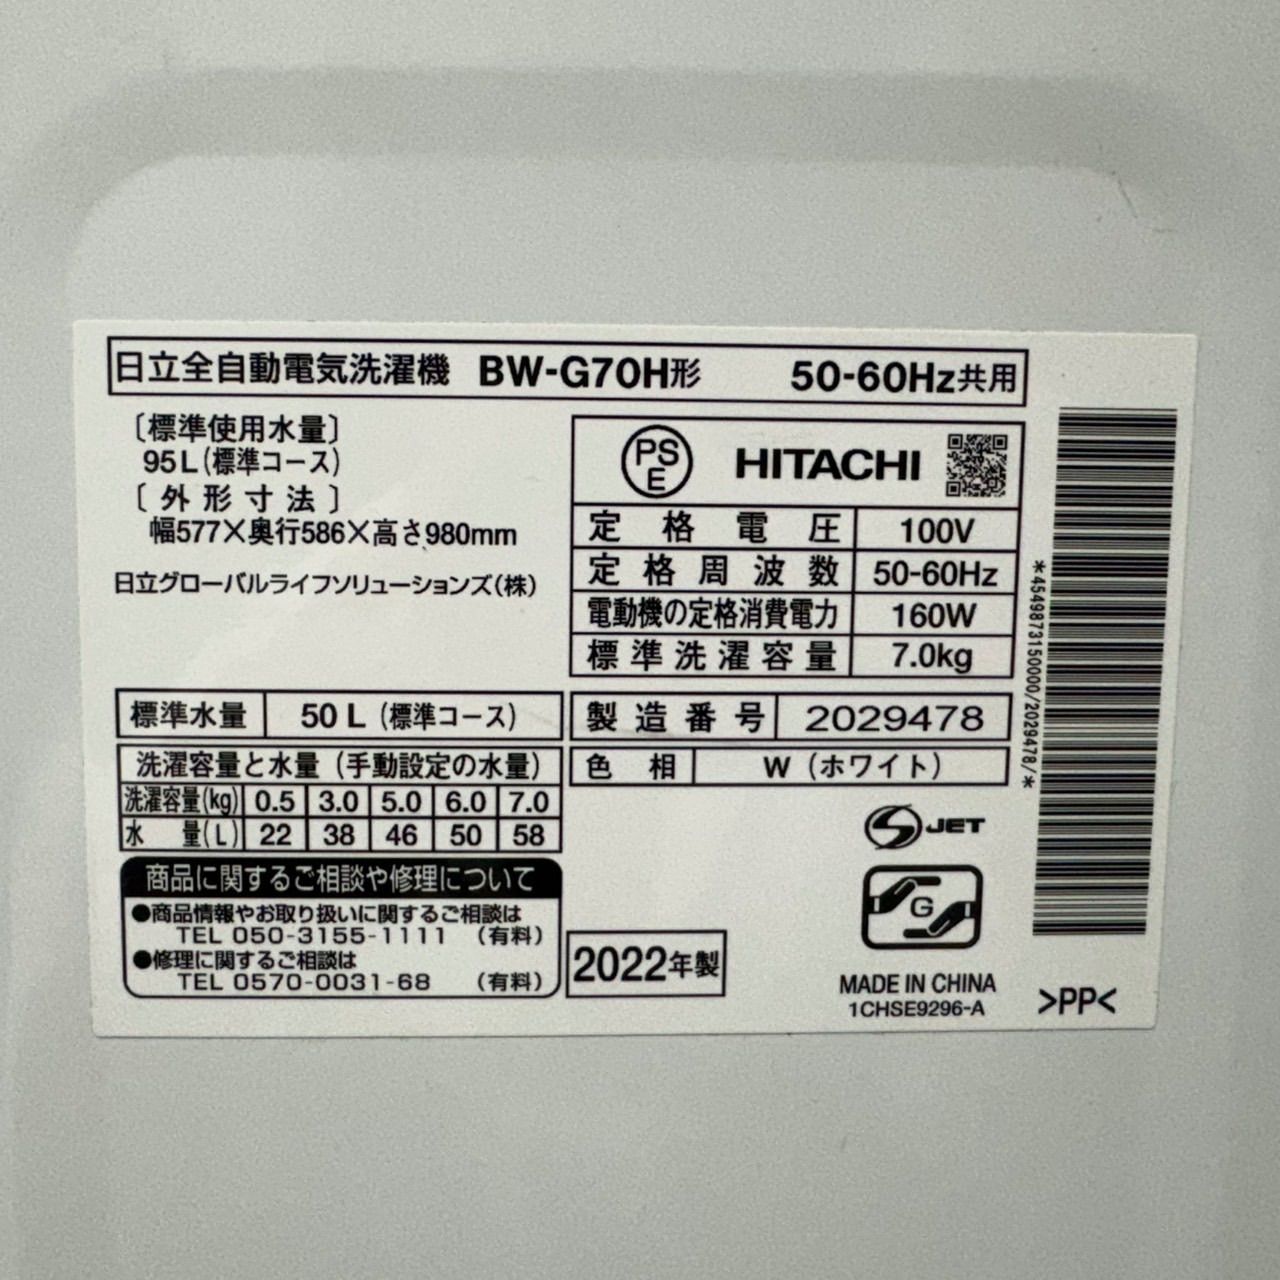 日立全自動電気洗濯機 BW-G70H形 50-60Hz共用
〔標準使用水量〕
95L(標準コース)
〔外形寸法〕
幅577×奥行586×高さ980mm
日立グローバルライフソリューションズ(株)
PS
E
HITACHI
定格電圧 100V
定格周波数 50-60Hz
電動機の定格消費電力 160W
標準洗濯容量 7.0kg
標準水量 50L(標準コース)
洗濯容量と水量(手動設定の水量)
洗濯容量(kg) 0.5 3.0 5.0 6.0 7.0
水量(L) 22 38 46 50 58
製造番号 2029478
色相 W(ホワイト)
商品に関するご相談や修理について
●商品情報やお取り扱いに関するご相談は
TEL 050-3155-1111 (有料)
●修理に関するご相談は
TEL 0570-0031-68 (有料)
2022年製
S JET
G
MADE IN CHINA
1CHSE9296-A
>PP<
*4549873150000/2029478/*